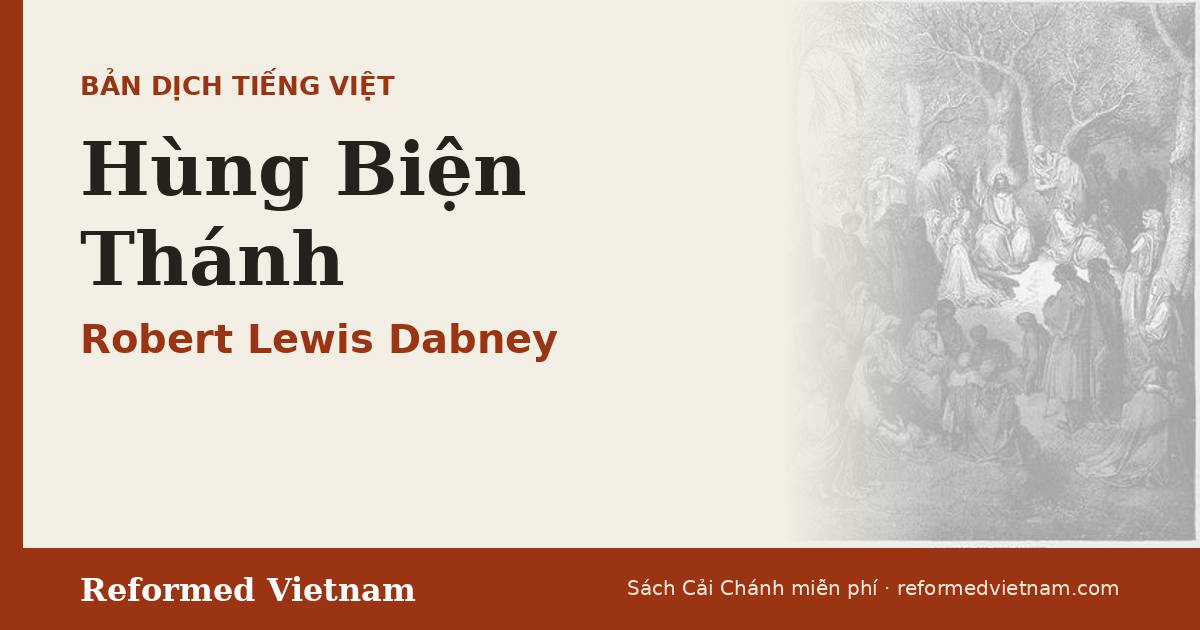 BẢN DỊCH TIẾNG VIỆT
Hùng Biện
Thánh
Robert Lewis Dabney
Reformed Vietnam
Sách Cải Chánh miễn phí · reformedvietnam.com